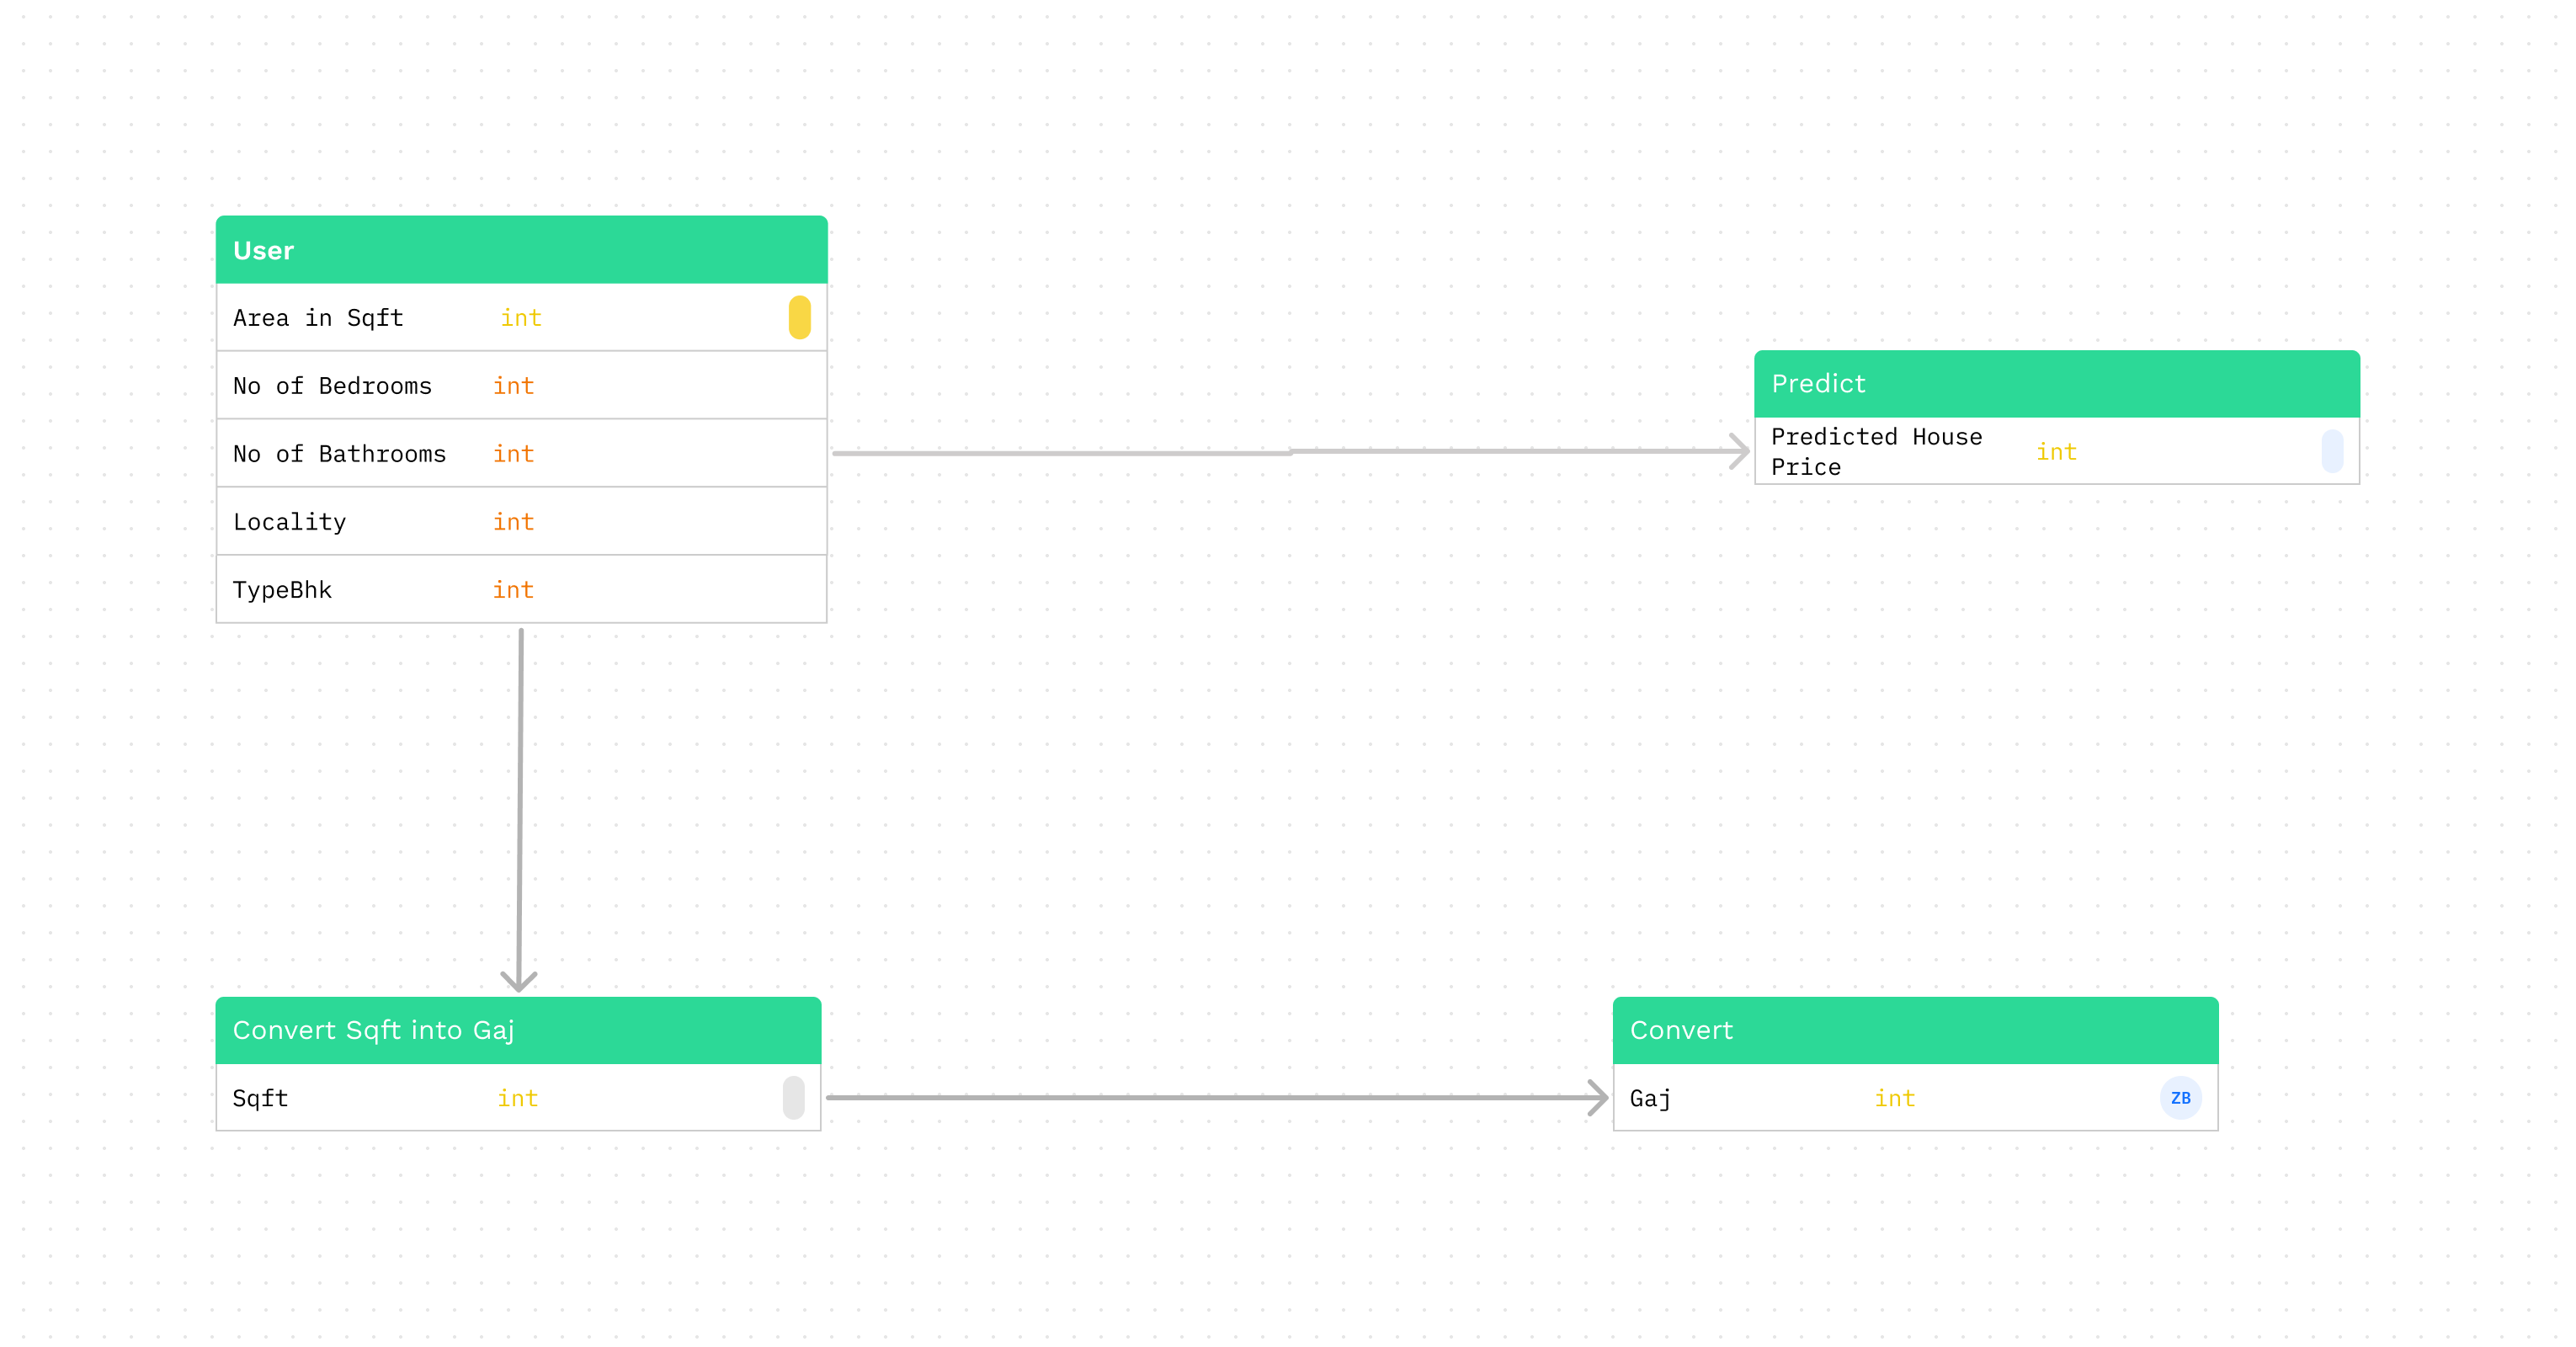 User
Area in Sqft int
No of Bedrooms int
No of Bathrooms int
Locality int
TypeBhk int
Predict
Predicted House
Price int
Convert Sqft into Gaj
Sqft int
Convert
Gaj int ZB